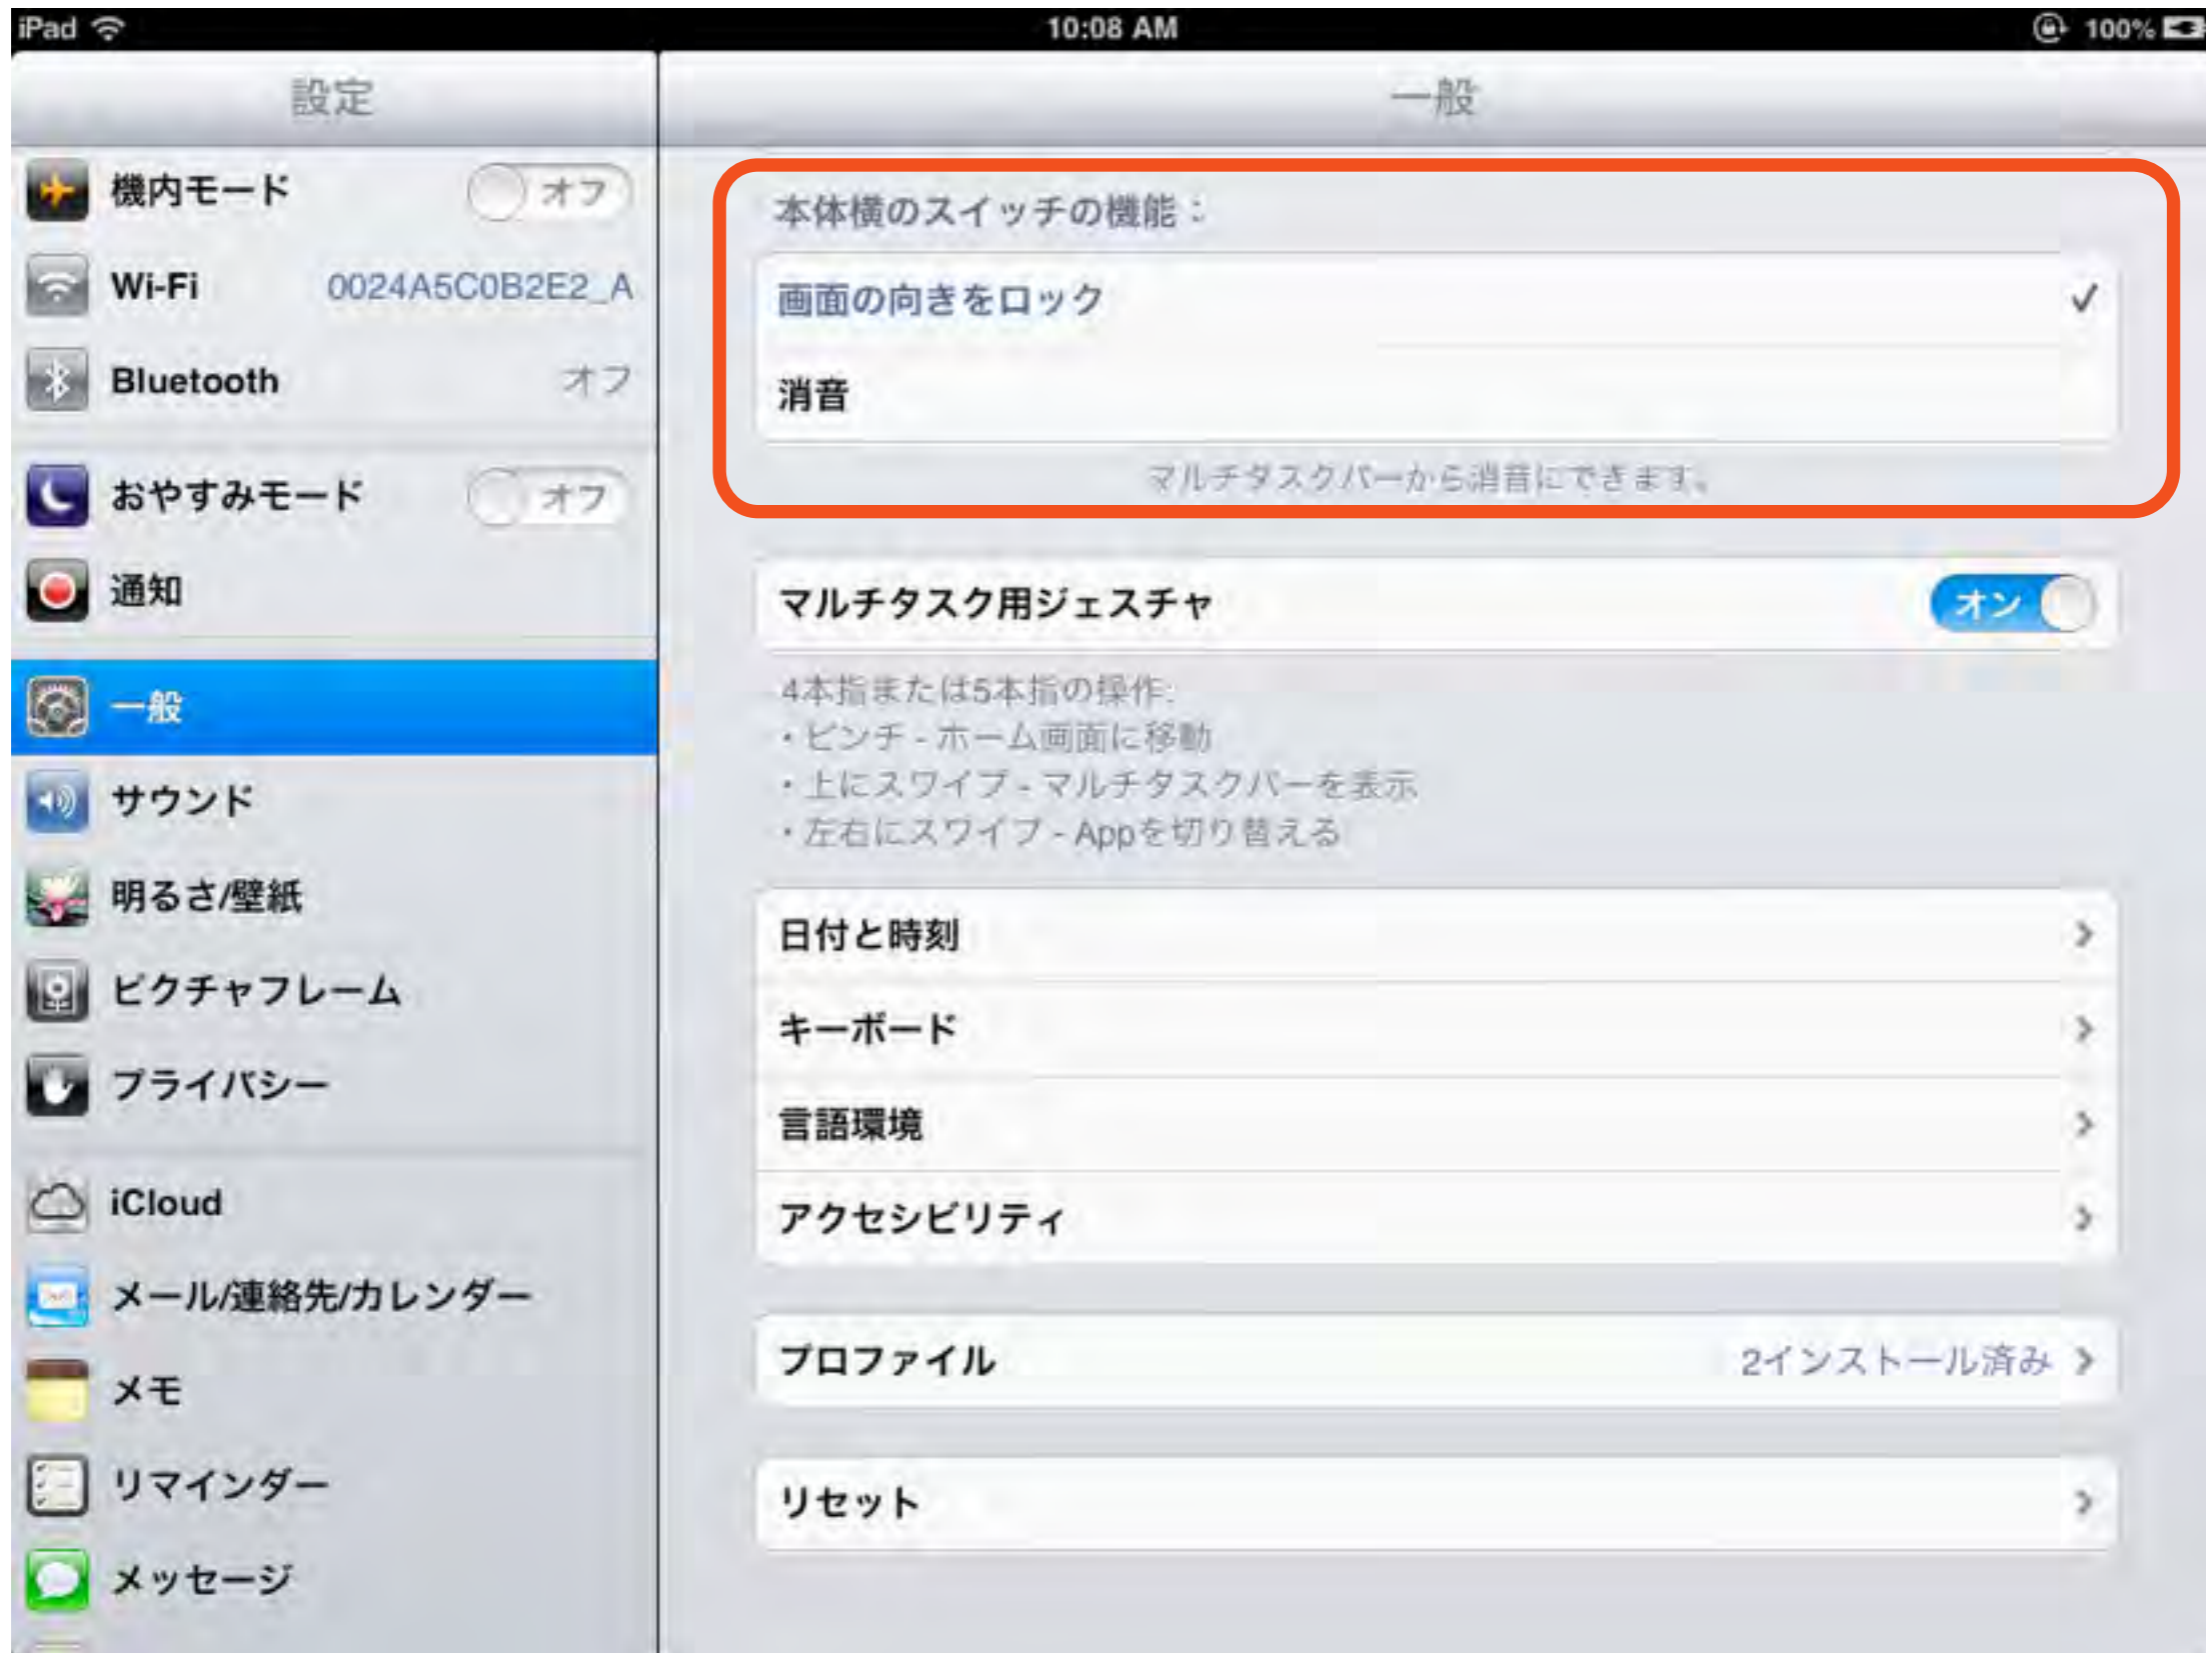 iPad
10:08 AM
100%
設定
機内モード オフ
Wi-Fi 0024A5C0B2E2_A
Bluetooth オフ
おやすみモード オフ
通知
一般
サウンド
明るさ/壁紙
ピクチャフレーム
プライバシー
iCloud
メール/連絡先/カレンダー
メモ
リマインダー
メッセージ
一般
本体横のスイッチの機能：
画面の向きをロック
消音
マルチタスクバーから消音にできます。
マルチタスク用ジェスチャ オン
4本指または5本指の操作:
・ピンチ - ホーム画面に移動
・上にスワイプ - マルチタスクバーを表示
・左右にスワイプ - Appを切り替える
日付と時刻
キーボード
言語環境
アクセシビリティ
プロファイル 2インストール済み
リセット